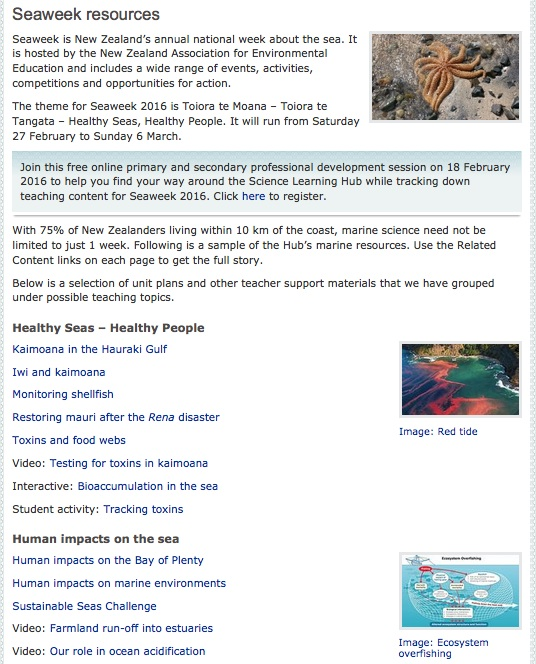 Seaweek resources
Seaweek is New Zealand's annual national week about the sea. It
is hosted by the New Zealand Association for Environmental
Education and includes a wide range of events, activities,
competitions and opportunities for action.
The theme for Seaweek 2016 is Toiora te Moana – Toiora te
Tangata – Healthy Seas, Healthy People. It will run from Saturday
27 February to Sunday 6 March.
Join this free online primary and secondary professional development session on 18 February
2016 to help you find your way around the Science Learning Hub while tracking down
teaching content for Seaweek 2016. Click here to register.
With 75% of New Zealanders living within 10 km of the coast, marine science need not be
limited to just 1 week. Following is a sample of the Hub's marine resources. Use the Related
Content links on each page to get the full story.
Below is a selection of unit plans and other teacher support materials that we have grouped
under possible teaching topics.
Healthy Seas – Healthy People
Kaimoana in the Hauraki Gulf
Iwi and kaimoana
Monitoring shellfish
Restoring mauri after the Rena disaster
Toxins and food webs
Video: Testing for toxins in kaimoana
Interactive: Bioaccumulation in the sea
Student activity: Tracking toxins
Image: Red tide
Human impacts on the sea
Human impacts on the Bay of Plenty
Human impacts on marine environments
Sustainable Seas Challenge
Video: Farmland run-off into estuaries
Video: Our role in ocean acidification
Ecosystem Overfishing
Image: Ecosystem
overfishing